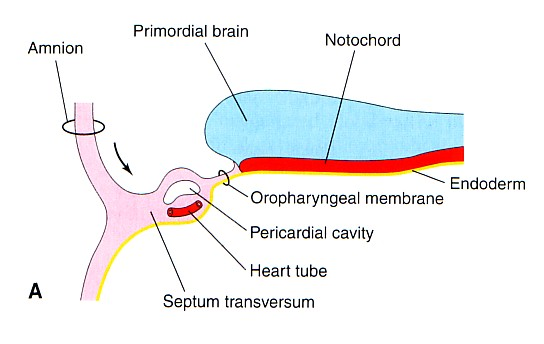 Primordial brain
Notochord
Amnion
Endoderm
Oropharyngeal membrane
Pericardial cavity
Heart tube
A
Septum transversum